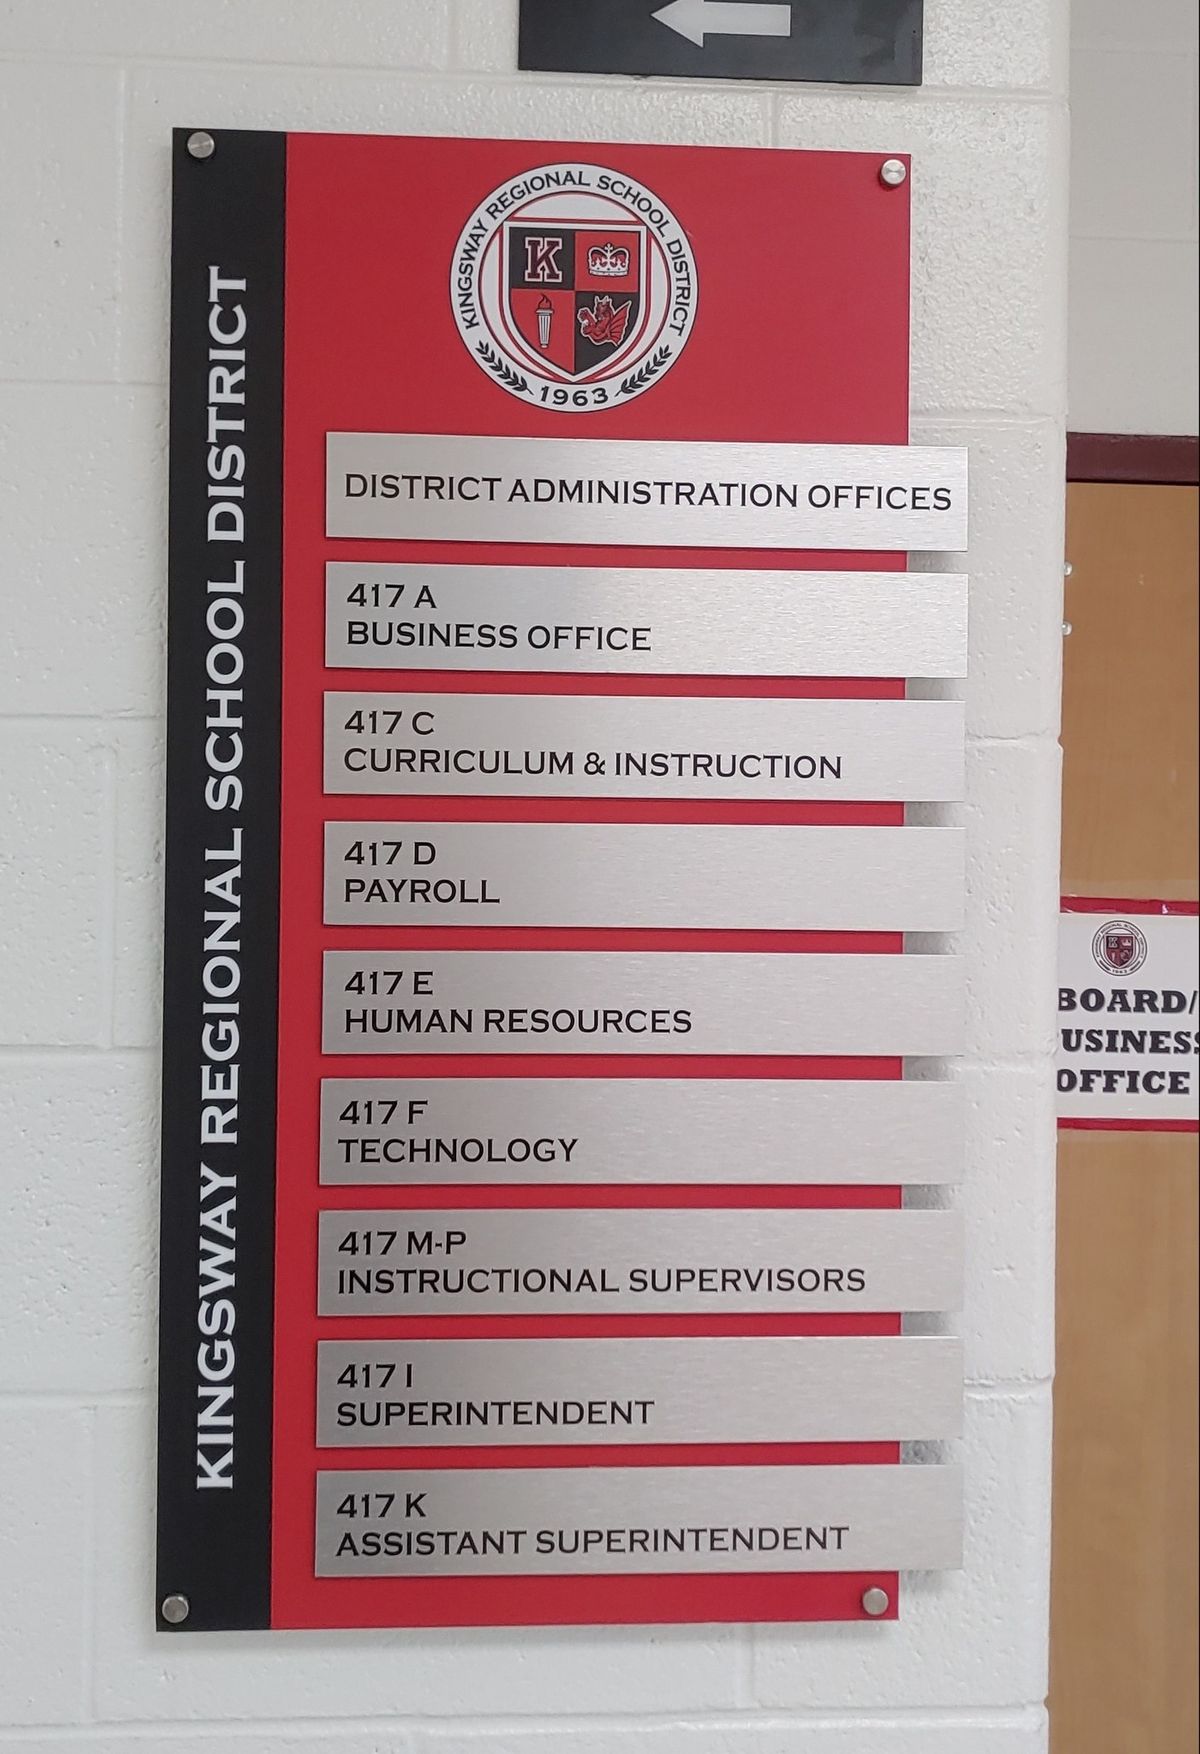 KINGSWAY REGIONAL SCHOOL DISTRICT
KINGSWAY REGIONAL SCHOOL DISTRICT
K
1963
DISTRICT ADMINISTRATION OFFICES
417 A
BUSINESS OFFICE
417 C
CURRICULUM & INSTRUCTION
417 D
PAYROLL
417 E
HUMAN RESOURCES
417 F
TECHNOLOGY
417 M-P
INSTRUCTIONAL SUPERVISORS
417 I
SUPERINTENDENT
417 K
ASSISTANT SUPERINTENDENT
BOARD/
USINESS
OFFICE